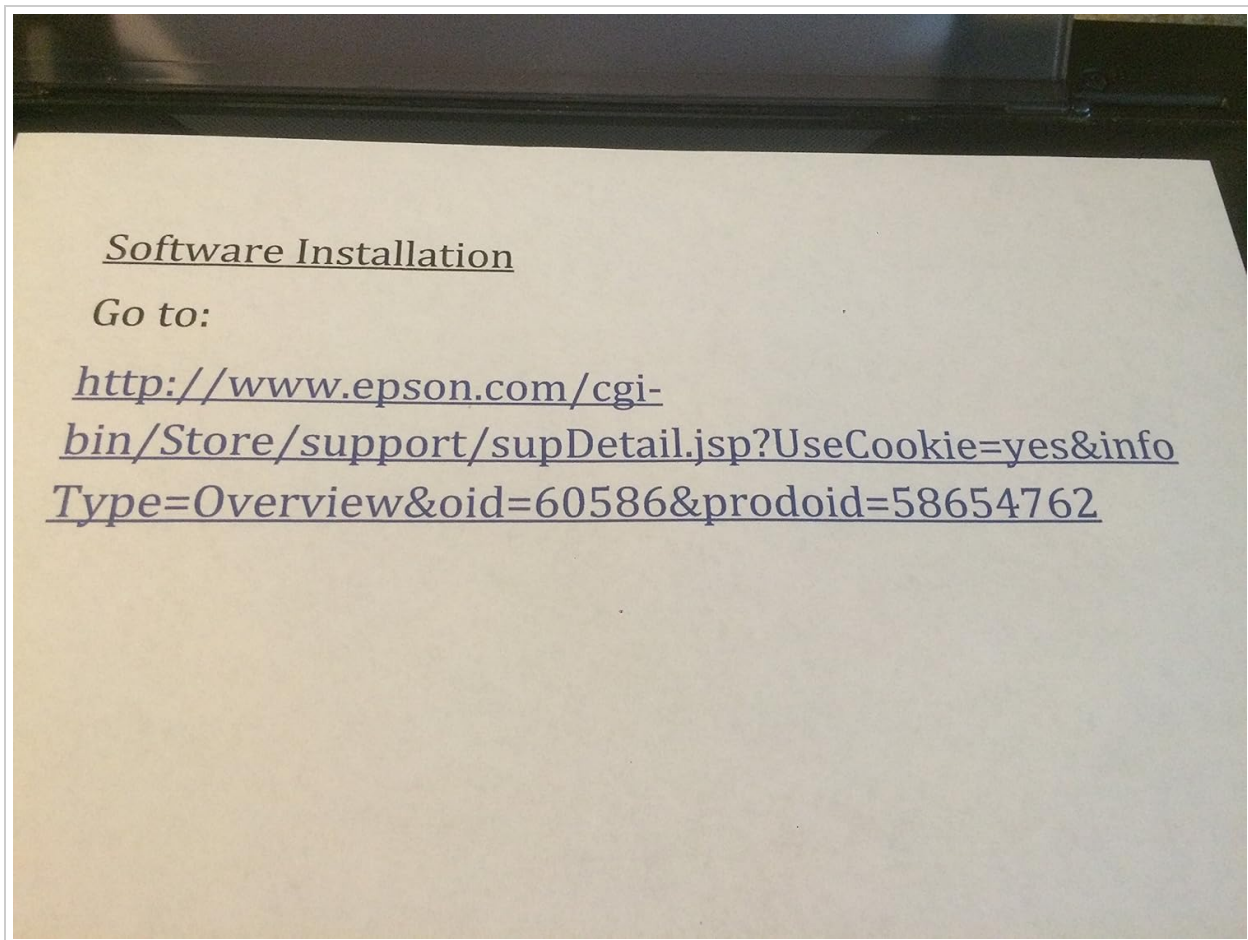 Software Installation
Go to:
http://www.epson.com/cgi-
bin/Store/support/supDetail.jsp?UseCookie=yes&info
Type=Overview&oid=60586&prodoid=58654762